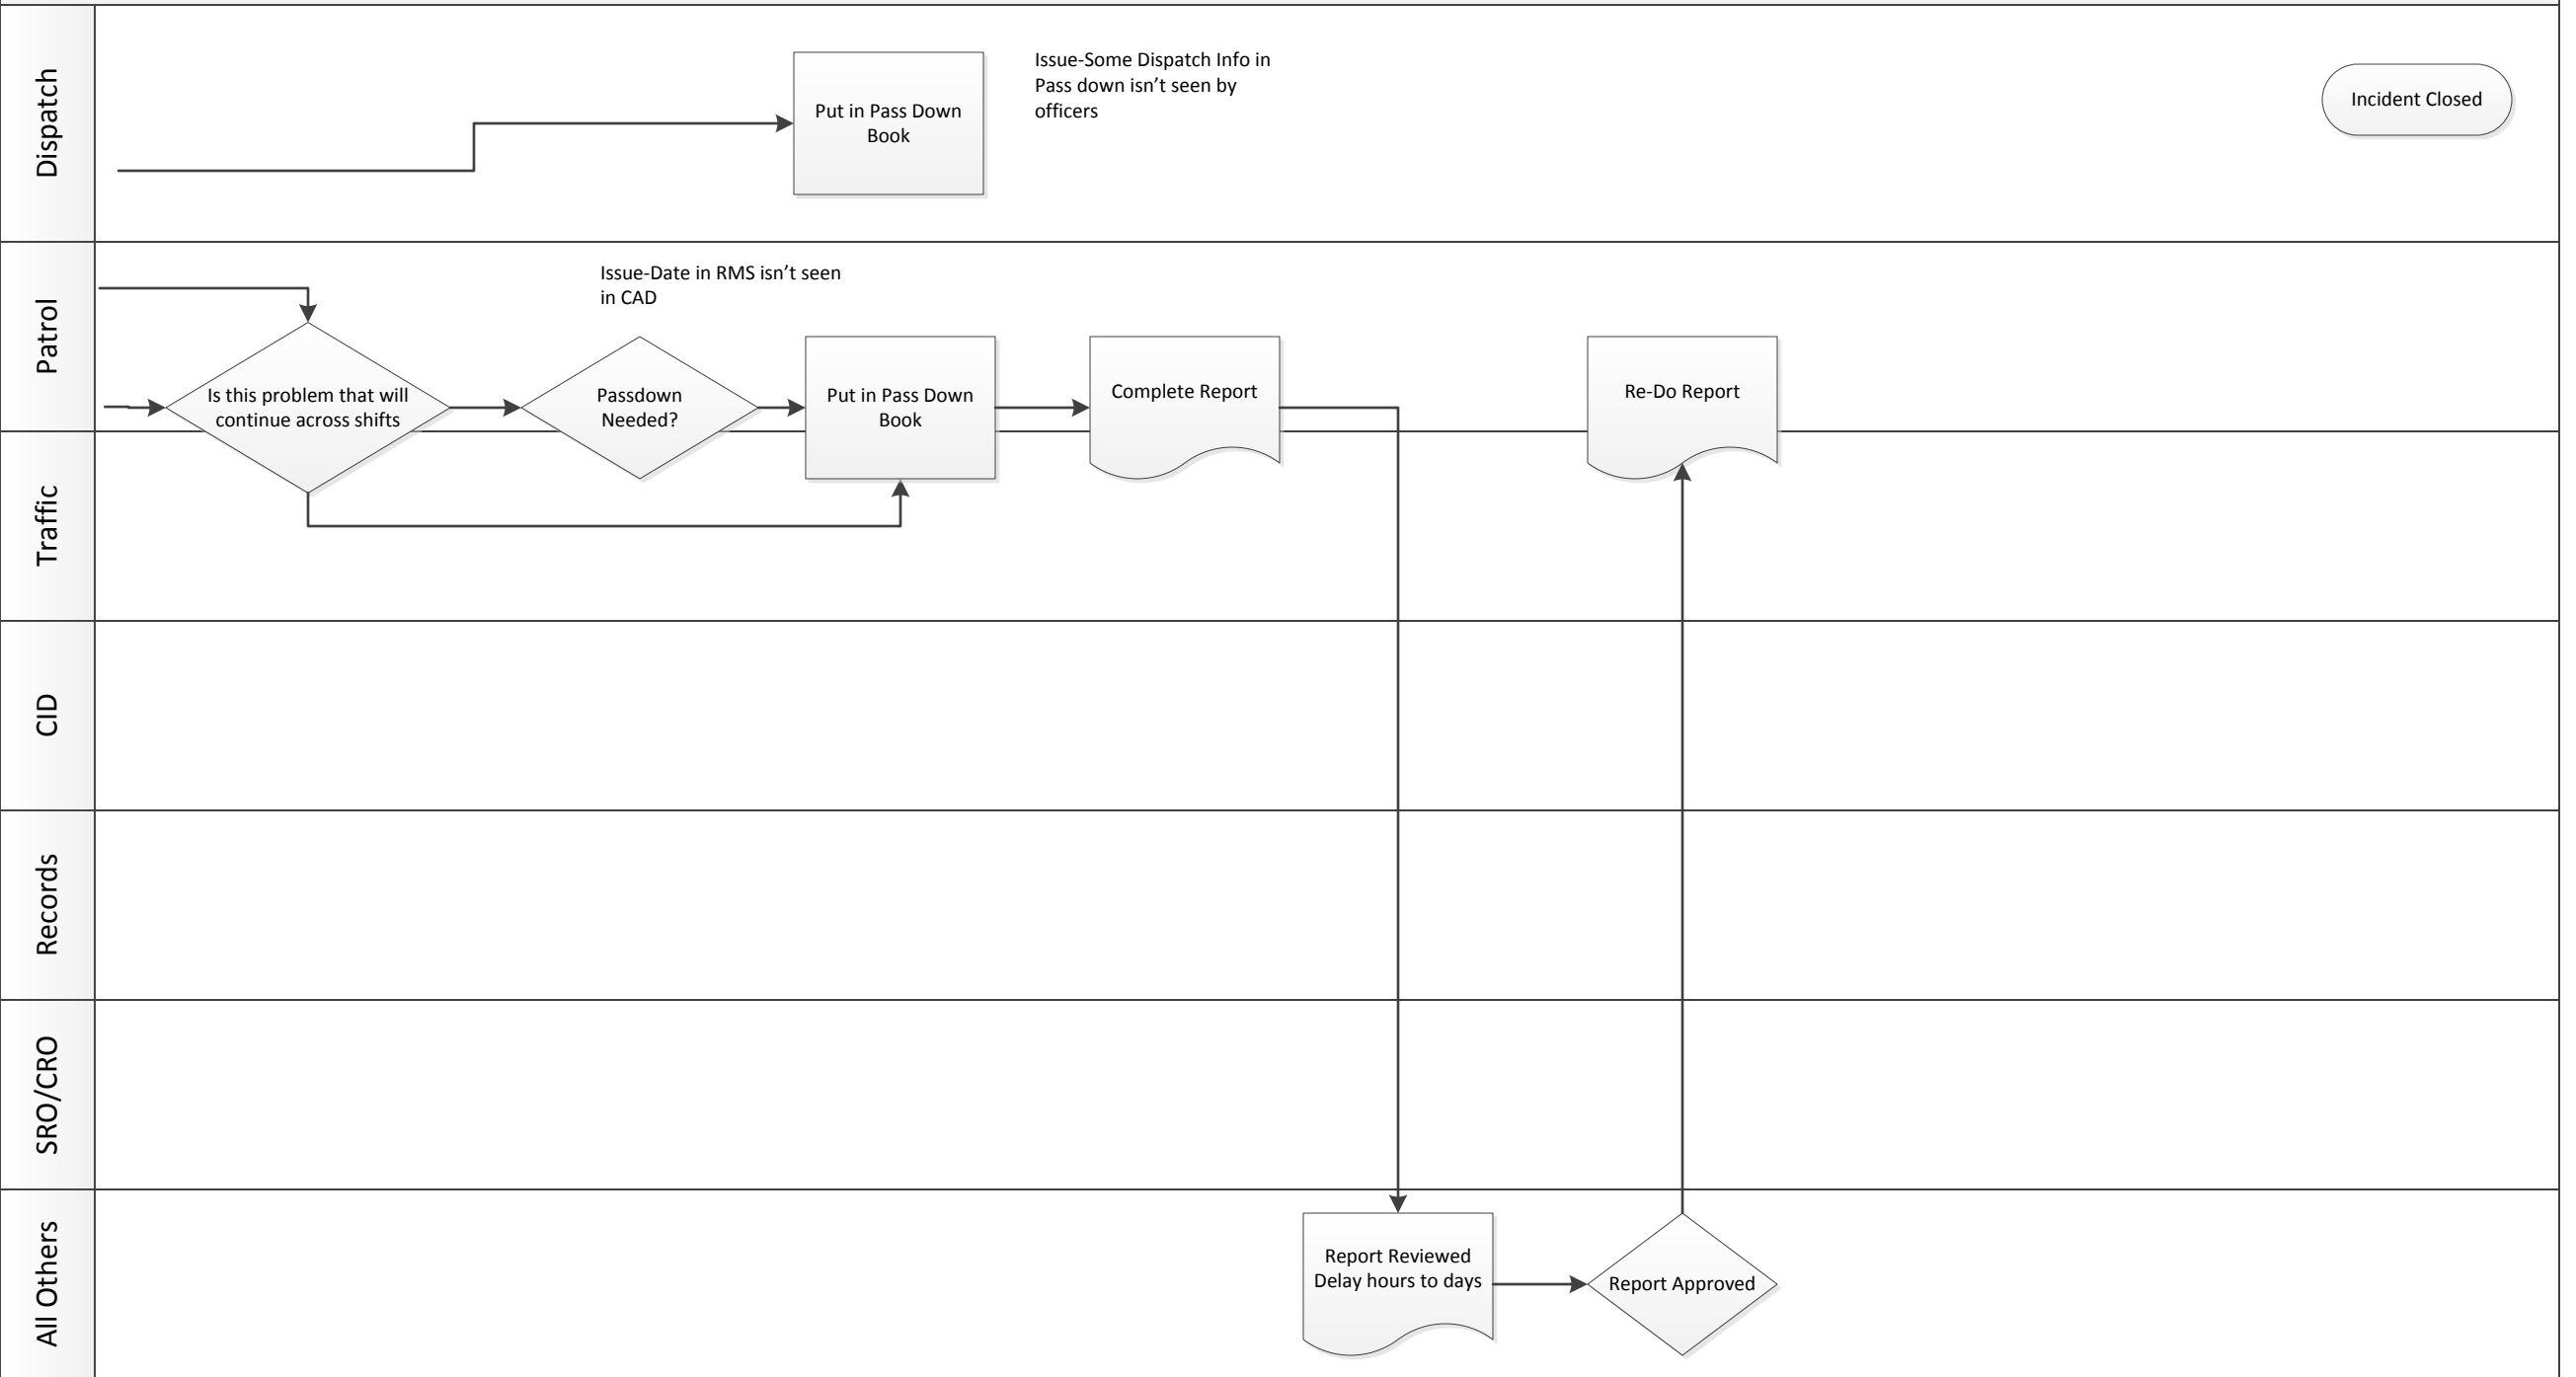 Dispatch
Put in Pass Down
Book
Issue-Some Dispatch Info in
Pass down isn’t seen by
officers
Incident Closed
Patrol
Issue-Date in RMS isn’t seen
in CAD
Is this problem that will
continue across shifts
Passdown
Needed?
Put in Pass Down
Book
Complete Report
Re-Do Report
Traffic
CID
Records
SRO/CRO
All Others
Report Reviewed
Delay hours to days
Report Approved